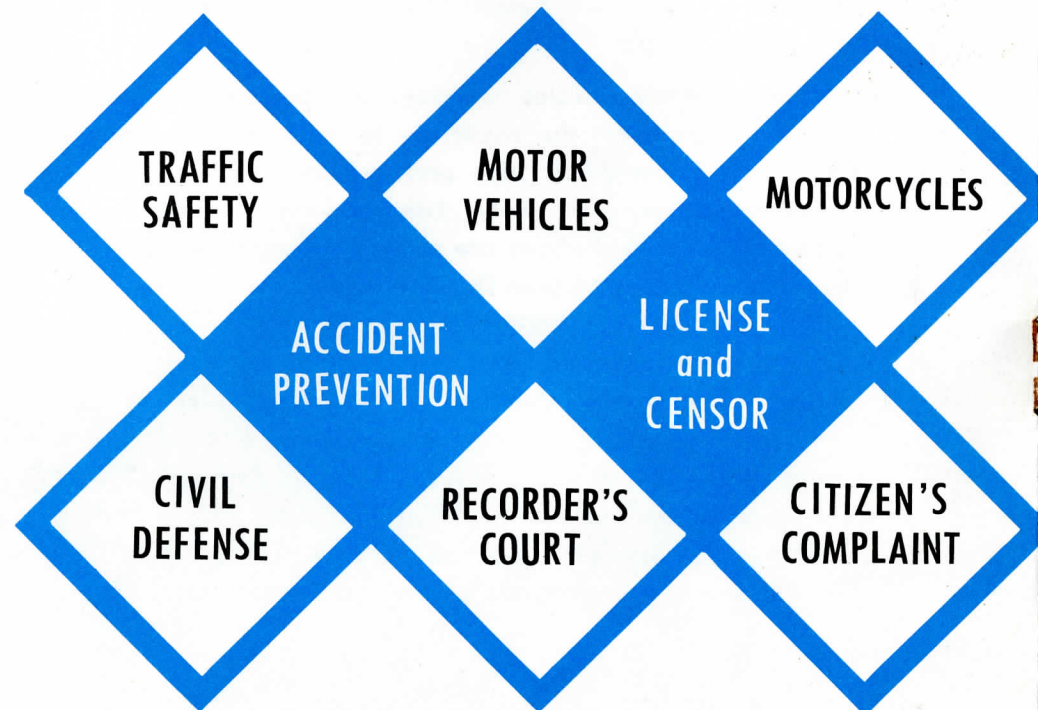 TRAFFIC
SAFETY
MOTOR
VEHICLES
MOTORCYCLES
ACCIDENT
PREVENTION
LICENSE
and
CENSOR
CIVIL
DEFENSE
RECORDER'S
COURT
CITIZEN'S
COMPLAINT